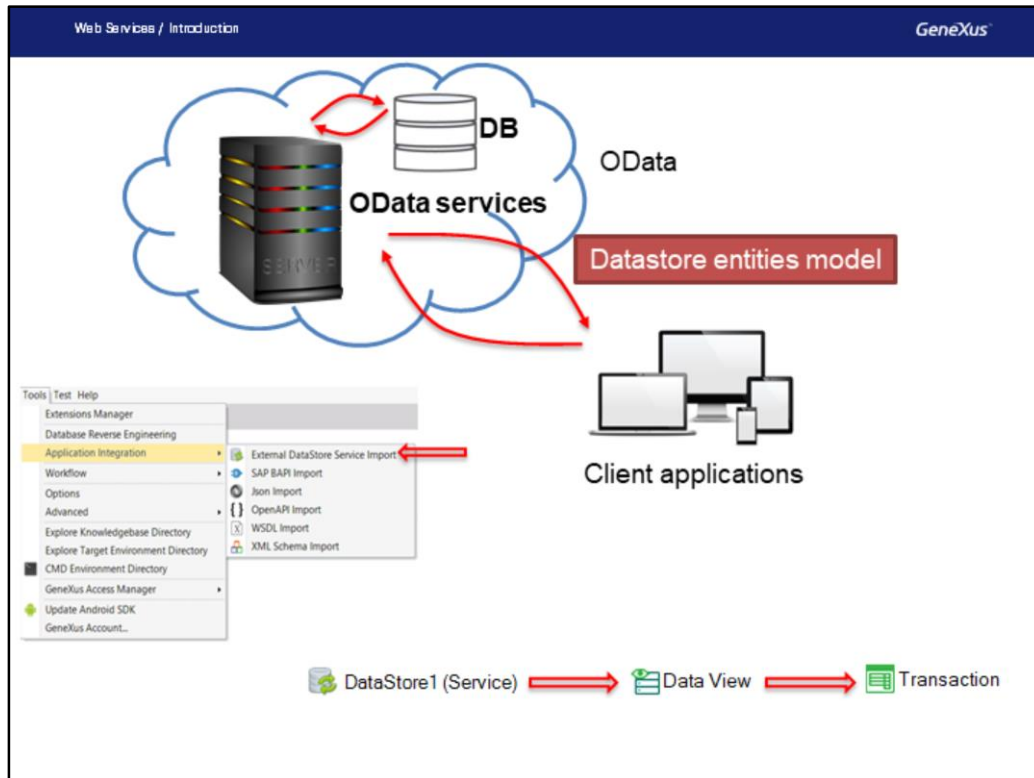 Web Services / Introduction
GeneXus
DB
OData
OData services
SERVER
Datastore entities model
Client applications
Tools Test Help
Extensions Manager
Database Reverse Engineering
Application Integration
Workflow
Options
Advanced
Explore Knowledgebase Directory
Explore Target Environment Directory
CMD Environment Directory
GeneXus Access Manager
Update Android SDK
GeneXus Account...
External DataStore Service Import
SAP BAPI Import
Json Import
OpenAPI Import
WSDL Import
XML Schema Import
DataStore1 (Service)
Data View
Transaction